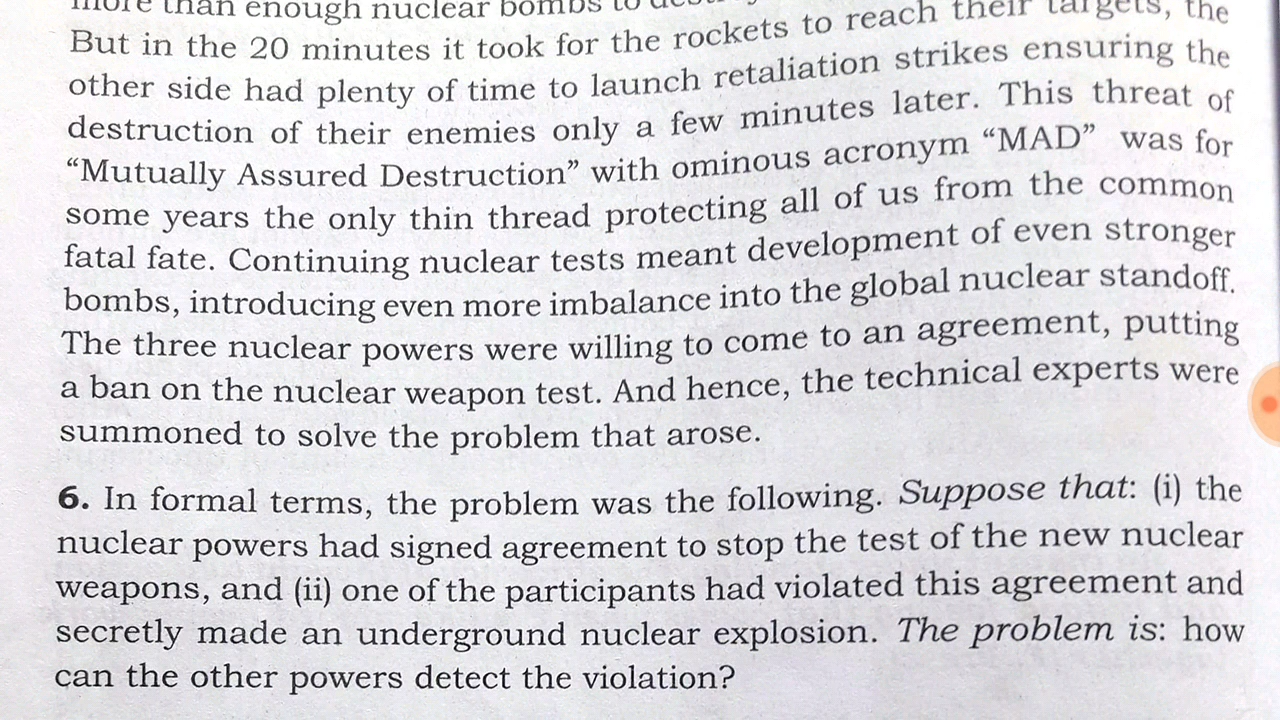 more than enough nuclear bombs to
But in the 20 minutes it took for the rockets to reach their targets, the
other side had plenty of time to launch retaliation strikes ensuring the
destruction of their enemies only a few minutes later. This threat of
“Mutually Assured Destruction” with ominous acronym “MAD” was for
some years the only thin thread protecting all of us from the common
fatal fate. Continuing nuclear tests meant development of even stronger
bombs, introducing even more imbalance into the global nuclear standoff.
The three nuclear powers were willing to come to an agreement, putting
a ban on the nuclear weapon test. And hence, the technical experts were
summoned to solve the problem that arose.
6. In formal terms, the problem was the following. Suppose that: (i) the
nuclear powers had signed agreement to stop the test of the new nuclear
weapons, and (ii) one of the participants had violated this agreement and
secretly made an underground nuclear explosion. The problem is: how
can the other powers detect the violation?